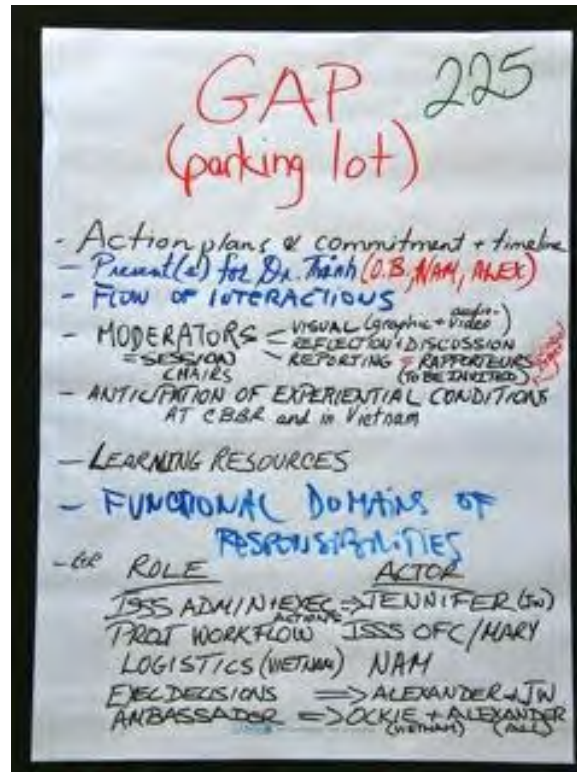 GAP 225
(parking lot)
- Action plans & commitment + timeline
- Present(s) for Dr. Thanh (O.B, NAM, ALEX)
- FLOW OF INTERACTIONS
- MODERATORS = VISUAL (graphic + audio-video)
= SESSION CHAIRS
REFLECTION + DISCUSSION
REPORTING = RAPPORTEURS
(TO BE INVITED)
- ANTICIPATION OF EXPERIENTIAL CONDITIONS
AT CBBR and in Vietnam
- LEARNING RESOURCES
- FUNCTIONAL DOMAINS OF
RESPONSIBILITIES
ROLE ACTOR
ISSS ADMIN + EXEC ACTIONS => JENNIFER (JW)
PROJ WORKFLOW ISSS OFC/MARY
LOGISTICS (VIETNAM) NAM
EXEC DECISIONS => ALEXANDER + JW
AMBASSADOR => OCKIE + ALEXANDER
(VIETNAM) (ALL)